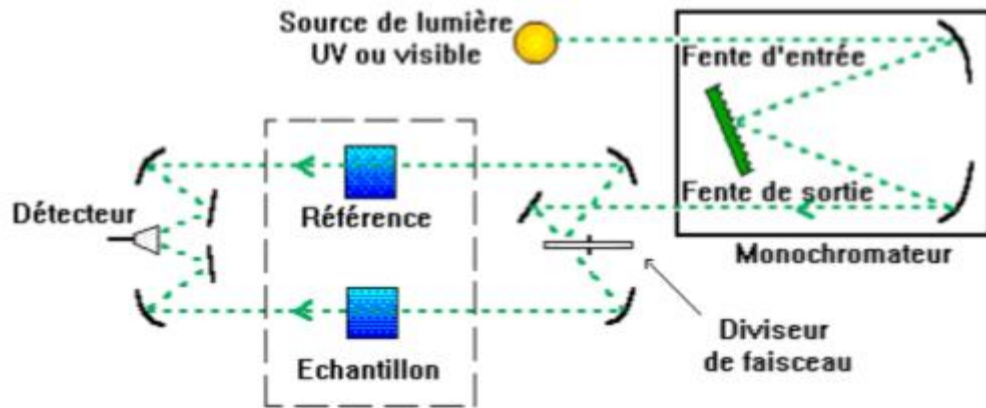 Source de lumière
UV ou visible
Fente d'entrée
Fente de sortie
Monochromateur
Détecteur
Référence
Echantillon
Diviseur
de faisceau